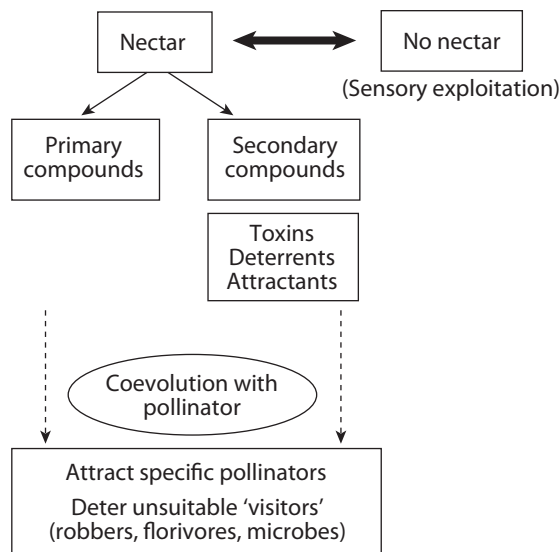 Nectar
No nectar
(Sensory exploitation)
Primary
compounds
Secondary
compounds
Toxins
Deterrents
Attractants
Coevolution with
pollinator
Attract specific pollinators
Deter unsuitable ‘visitors’
(robbers, florivores, microbes)